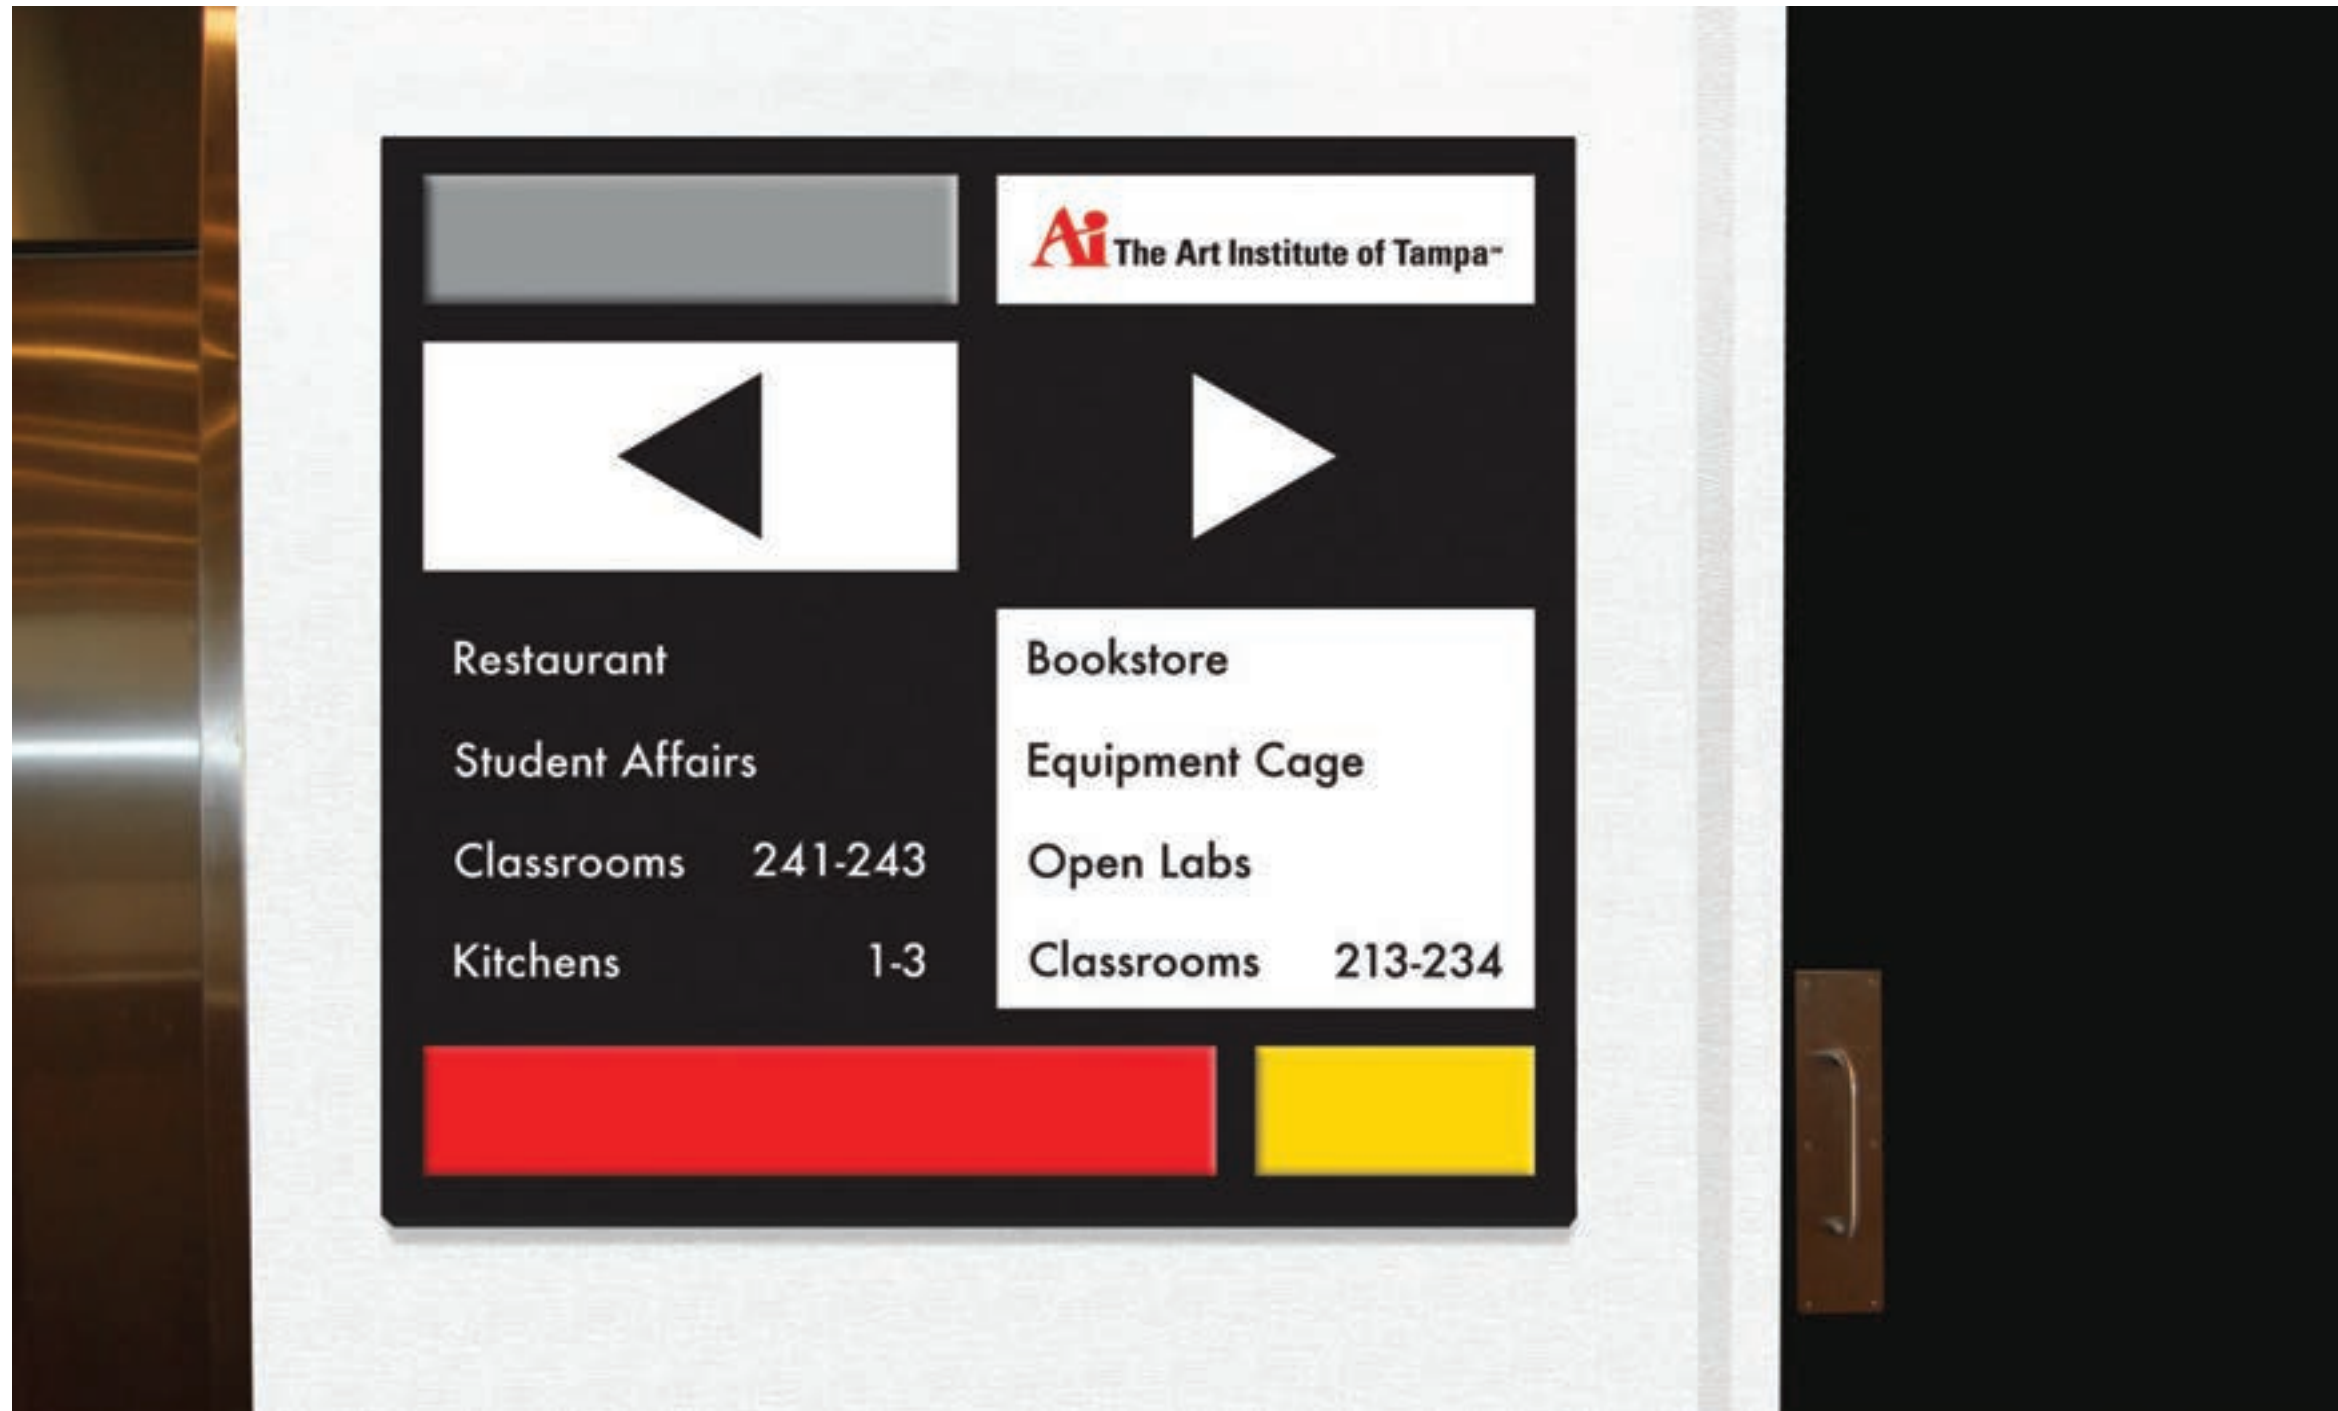 Ai The Art Institute of Tampa℠
Restaurant
Student Affairs
Classrooms 241-243
Kitchens 1-3
Bookstore
Equipment Cage
Open Labs
Classrooms 213-234